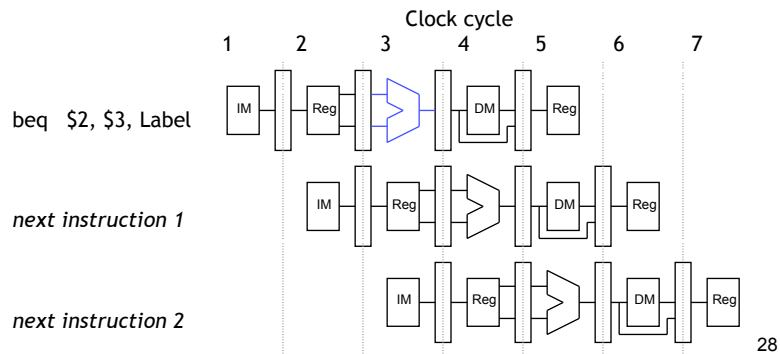 Clock cycle
1 2 3 4 5 6 7
beq $2, $3, Label
IM Reg DM Reg
next instruction 1
IM Reg DM Reg
next instruction 2
IM Reg DM Reg
28